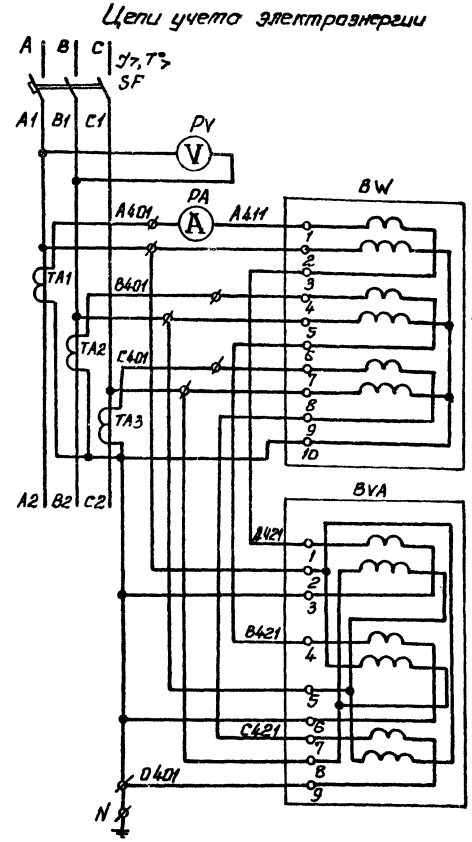 Цепи учета электроэнергии
A B C
I>, T°>
SF
A1 B1 C1
PV
V
PA
A401 A A411
BW
1
2
3
TA1
B401
4
5
TA2
6
C401
7
8
TA3
9
10
A2 B2 C2
BVA
A421
1
2
3
B421
4
5
6
C421
7
8
0401
9
N